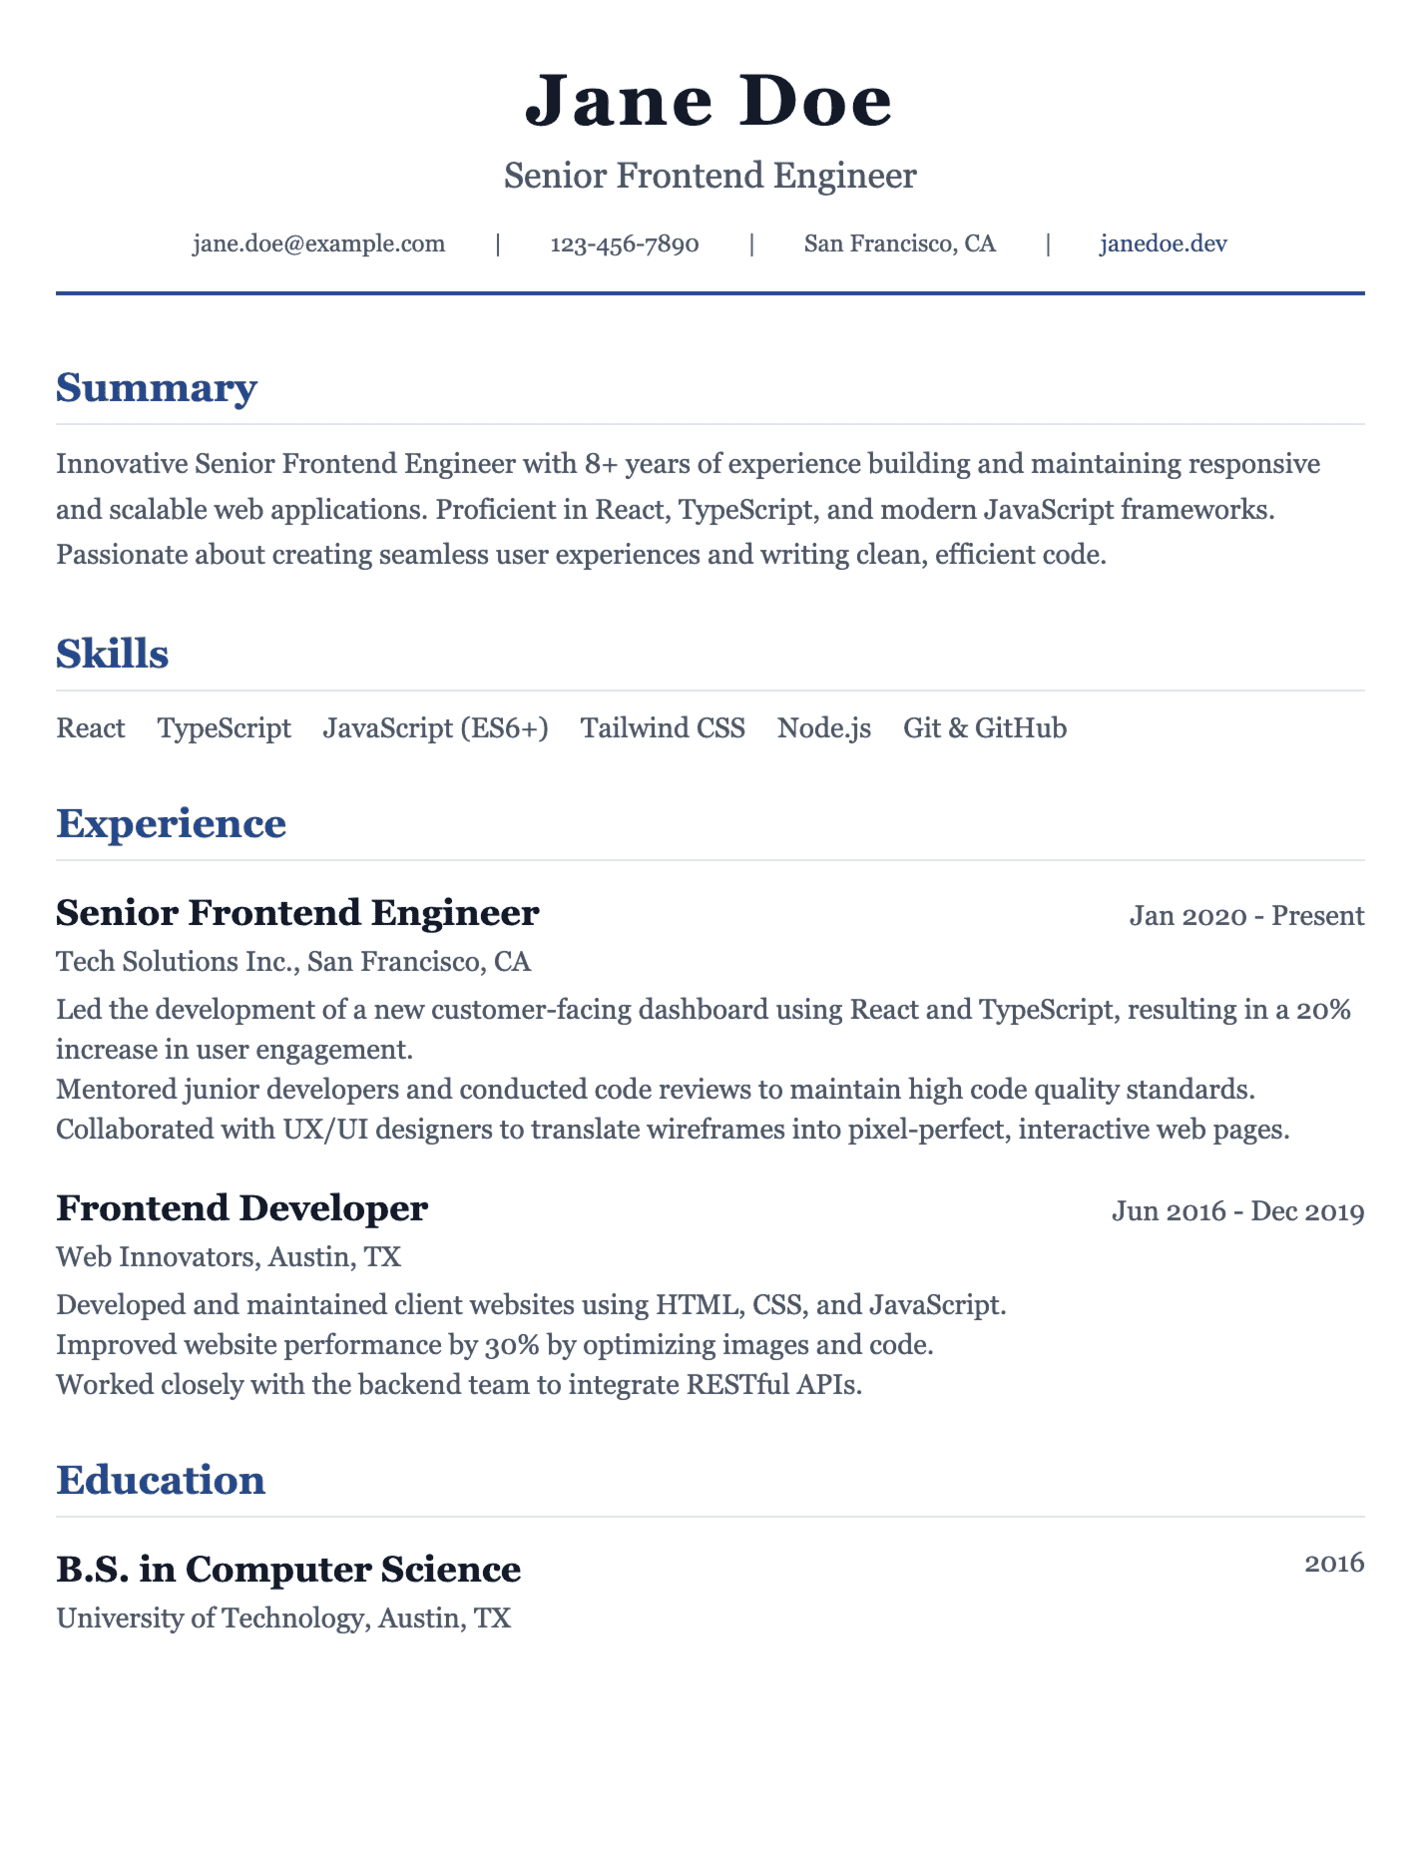 Jane Doe
Senior Frontend Engineer
jane.doe@example.com | 123-456-7890 | San Francisco, CA | janedoe.dev
Summary
Innovative Senior Frontend Engineer with 8+ years of experience building and maintaining responsive
and scalable web applications. Proficient in React, TypeScript, and modern JavaScript frameworks.
Passionate about creating seamless user experiences and writing clean, efficient code.
Skills
React TypeScript JavaScript (ES6+) Tailwind CSS Node.js Git & GitHub
Experience
Senior Frontend Engineer Jan 2020 - Present
Tech Solutions Inc., San Francisco, CA
Led the development of a new customer-facing dashboard using React and TypeScript, resulting in a 20%
increase in user engagement.
Mentored junior developers and conducted code reviews to maintain high code quality standards.
Collaborated with UX/UI designers to translate wireframes into pixel-perfect, interactive web pages.
Frontend Developer Jun 2016 - Dec 2019
Web Innovators, Austin, TX
Developed and maintained client websites using HTML, CSS, and JavaScript.
Improved website performance by 30% by optimizing images and code.
Worked closely with the backend team to integrate RESTful APIs.
Education
B.S. in Computer Science 2016
University of Technology, Austin, TX